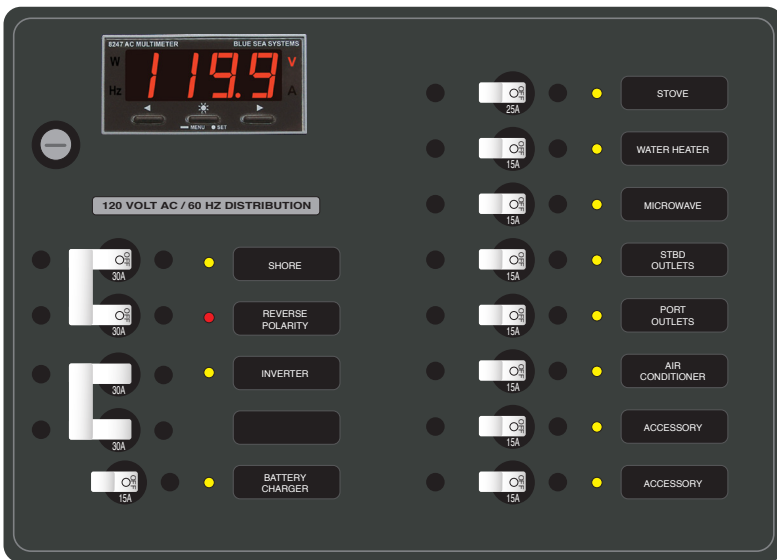 8247 AC MULTIMETER
BLUE SEA SYSTEMS
W
V
119.9
Hz
A
MENU
SET
120 VOLT AC / 60 HZ DISTRIBUTION
OFF
30A
SHORE
OFF
30A
REVERSE
POLARITY
30A
INVERTER
30A
OFF
15A
BATTERY
CHARGER
OFF
25A
STOVE
OFF
15A
WATER HEATER
OFF
15A
MICROWAVE
OFF
15A
STBD
OUTLETS
OFF
15A
PORT
OUTLETS
OFF
15A
AIR
CONDITIONER
OFF
15A
ACCESSORY
OFF
15A
ACCESSORY